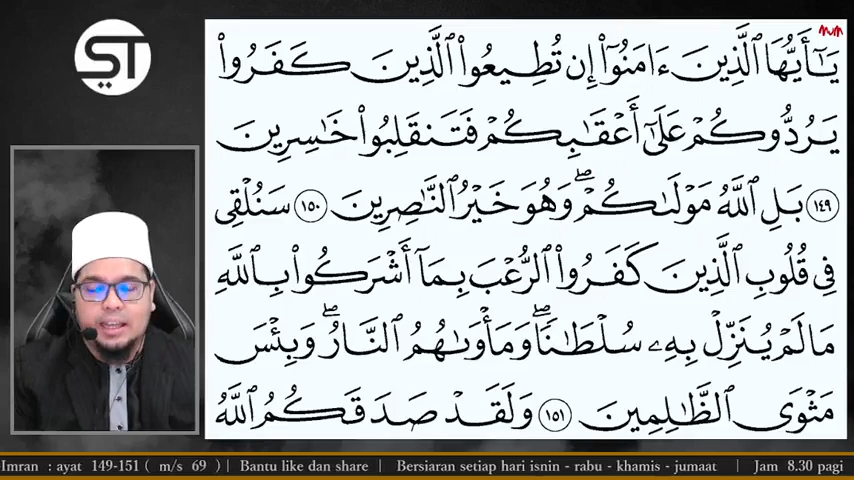 ST
يَـٰٓأَيُّهَا ٱلَّذِينَ ءَامَنُوٓا۟ إِن تُطِيعُوا۟ ٱلَّذِينَ كَفَرُوا۟
يَرُدُّوكُمْ عَلَىٰٓ أَعْقَـٰبِكُمْ فَتَنقَلِبُوا۟ خَـٰسِرِينَ
١٤٩ بَلِ ٱللَّهُ مَوْلَىٰكُمْ ۖ وَهُوَ خَيْرُ ٱلنَّـٰصِرِينَ ١٥٠ سَنُلْقِى
فِى قُلُوبِ ٱلَّذِينَ كَفَرُوا۟ ٱلرُّعْبَ بِمَآ أَشْرَكُوا۟ بِٱللَّهِ
مَا لَمْ يُنَزِّلْ بِهِۦ سُلْطَـٰنًا ۖ وَمَأْوَىٰهُمُ ٱلنَّارُ ۖ وَبِئْسَ
مَثْوَى ٱلظَّـٰلِمِينَ ١٥١ وَلَقَدْ صَدَقَكُمُ ٱللَّهُ
Imran : ayat 149-151 ( m/s 69 ) | Bantu like dan share | Bersiaran setiap hari isnin - rabu - khamis - jumaat | Jam 8.30 pagi